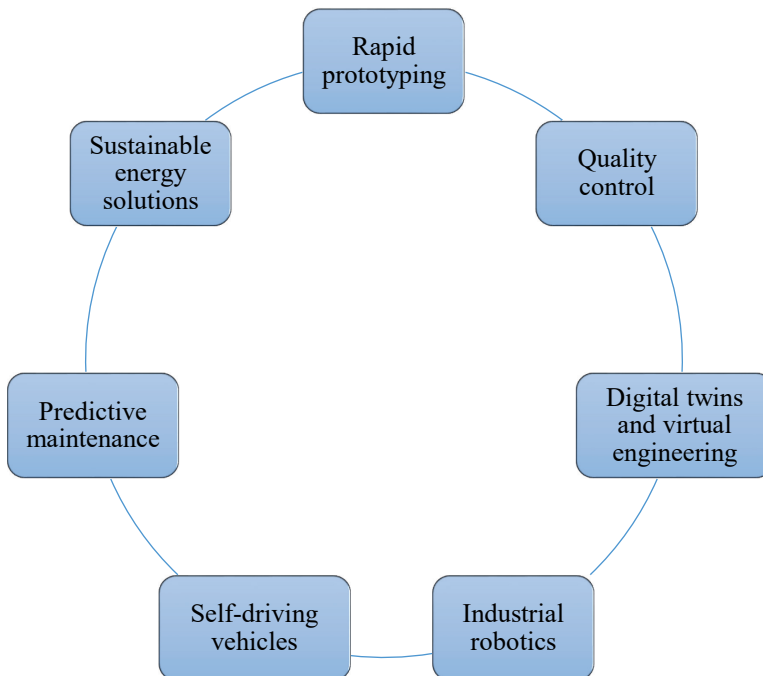 Rapid
prototyping
Quality
control
Digital twins
and virtual
engineering
Industrial
robotics
Self-driving
vehicles
Predictive
maintenance
Sustainable
energy
solutions